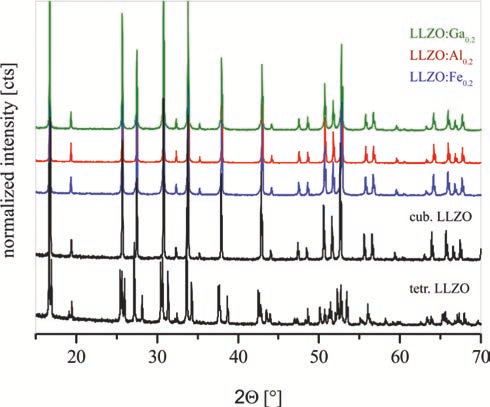 LLZO:Ga0.2
LLZO:Al0.2
LLZO:Fe0.2
normalized intensity [cts]
cub. LLZO
tetr. LLZO
20 30 40 50 60 70
2Θ [°]